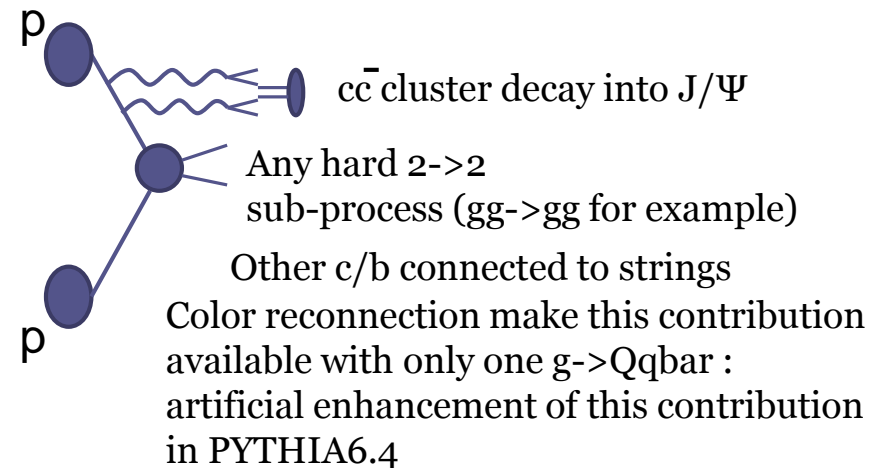 p
cc̄ cluster decay into J/Ψ
Any hard 2->2
sub-process (gg->gg for example)
Other c/b connected to strings
Color reconnection make this contribution
p
available with only one g->Qqbar :
artificial enhancement of this contribution
in PYTHIA6.4